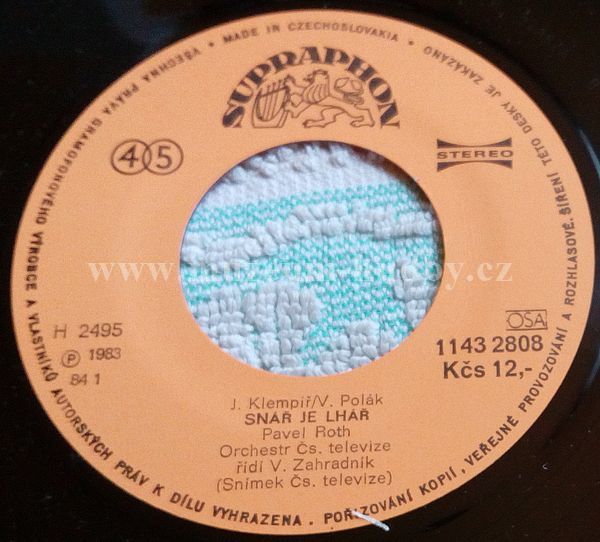 VŠECHNA PRÁVA GRAMOFONOVÉHO VÝROBCE A VLASTNÍKŮ AUTORSKÝCH PRÁV K DÍLU VYHRAZENA. POŘIZOVÁNÍ KOPIÍ, VEŘEJNÉ PROVOZOVÁNÍ A ROZHLASOVÉ ŠÍŘENÍ TÉTO DESKY JE ZAKÁZÁNO
• MADE IN CZECHOSLOVAKIA •
SUPRAPHON
45
STEREO
H 2495
℗ 1983
84 1
OSA
1143 2808
Kčs 12,-
J. Klempíř/V. Polák
SNÁŘ JE LHÁŘ
Pavel Roth
Orchestr Čs. televize
řídí V. Zahradník
(Snímek Čs. televize)